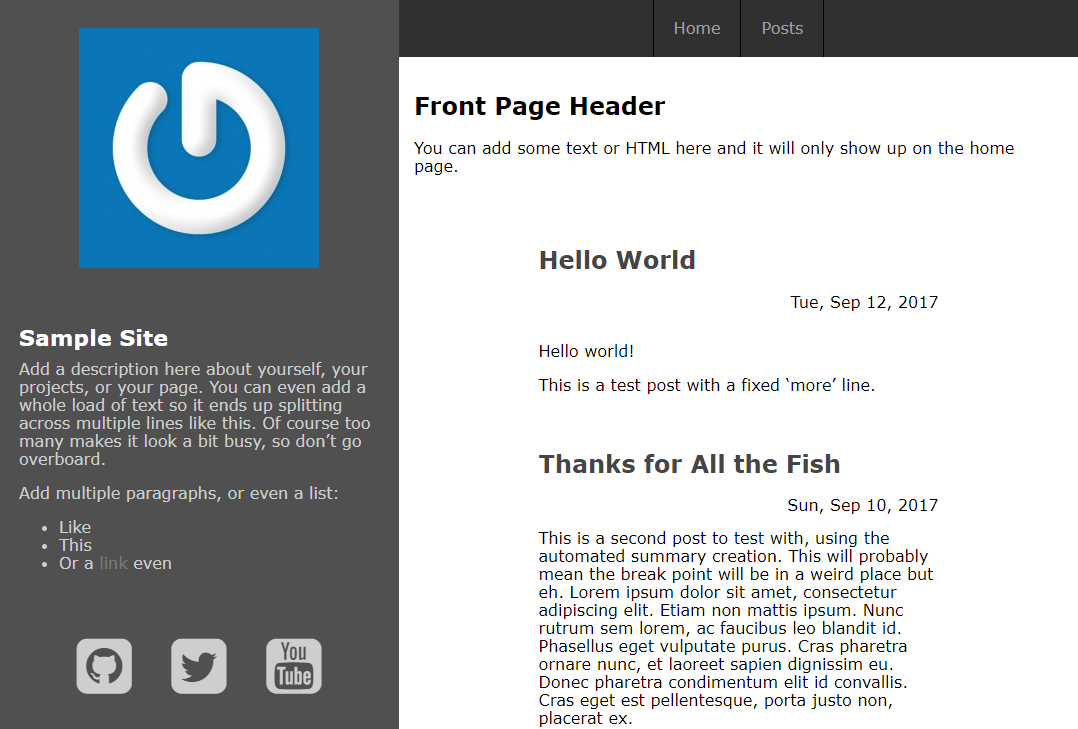 Home
Posts
Sample Site
Add a description here about yourself, your
projects, or your page. You can even add a
whole load of text so it ends up splitting
across multiple lines like this. Of course too
many makes it look a bit busy, so don’t go
overboard.
Add multiple paragraphs, or even a list:
• Like
• This
• Or a link even
You
Tube
Front Page Header
You can add some text or HTML here and it will only show up on the home
page.
Hello World
Tue, Sep 12, 2017
Hello world!
This is a test post with a fixed ‘more’ line.
Thanks for All the Fish
Sun, Sep 10, 2017
This is a second post to test with, using the
automated summary creation. This will probably
mean the break point will be in a weird place but
eh. Lorem ipsum dolor sit amet, consectetur
adipiscing elit. Etiam non mattis ipsum. Nunc
rutrum sem lorem, ac faucibus leo blandit id.
Phasellus eget vulputate purus. Cras pharetra
ornare nunc, et laoreet sapien dignissim eu.
Donec pharetra condimentum elit id convallis.
Cras eget est pellentesque, porta justo non,
placerat ex.